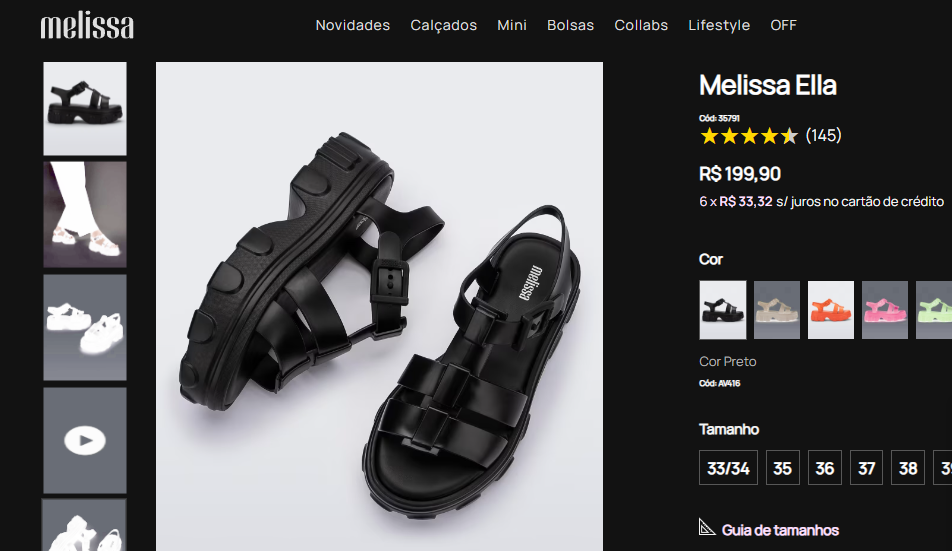 melissa
Novidades Calçados Mini Bolsas Collabs Lifestyle OFF
Melissa Ella
Cód: 35791
(145)
R$ 199,90
6 x R$ 33,32 s/ juros no cartão de crédito
melissa
Cor
Cor Preto
Cód: AV416
Tamanho
33/34 35 36 37 38
Guia de tamanhos